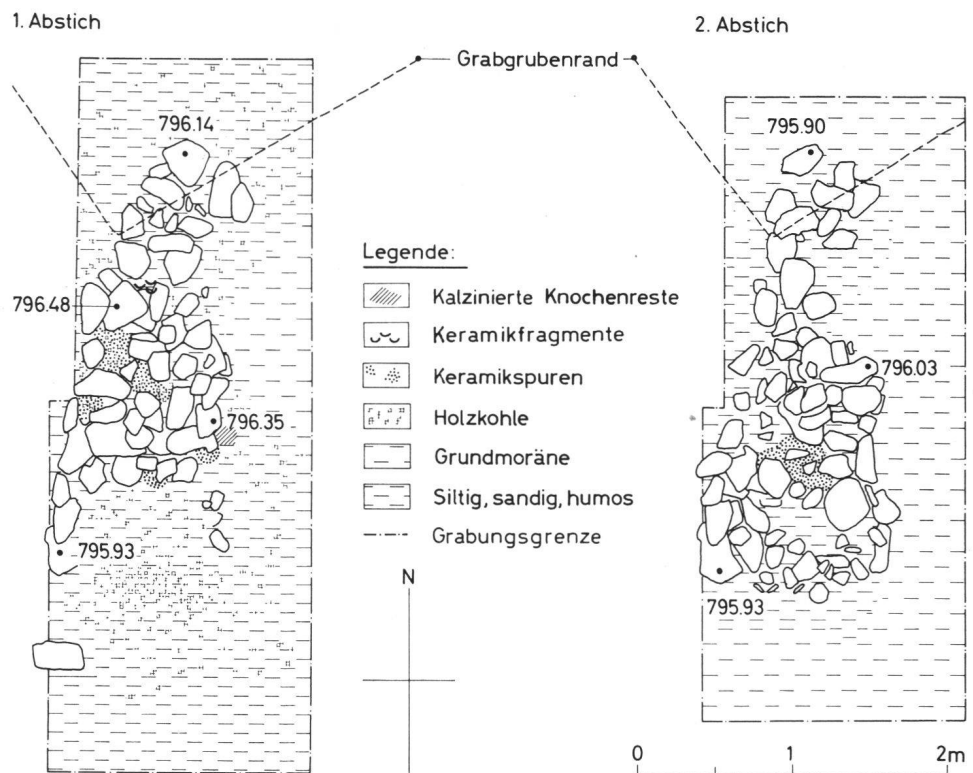 1. Abstich
2. Abstich
Grabgrubenrand
796.14
795.90
796.48
796.35
795.93
796.03
795.93
Legende:
Kalzinierte Knochenreste
Keramikfragmente
Keramikspuren
Holzkohle
Grundmoräne
Siltig, sandig, humos
Grabungsgrenze
N
0 1 2m